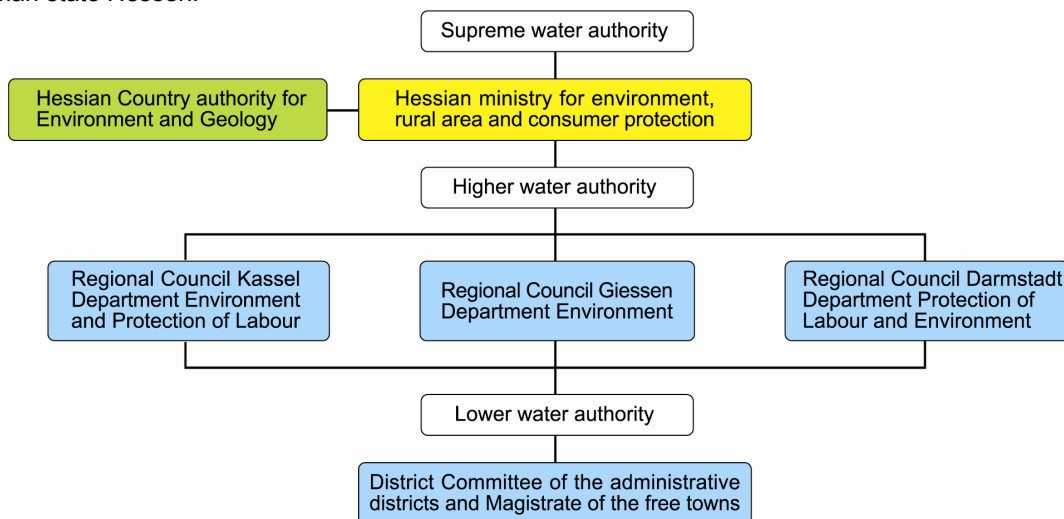 Supreme water authority
Hessian Country authority for
Environment and Geology
Hessian ministry for environment,
rural area and consumer protection
Higher water authority
Regional Council Kassel
Department Environment
and Protection of Labour
Regional Council Giessen
Department Environment
Regional Council Darmstadt
Department Protection of
Labour and Environment
Lower water authority
District Committee of the administrative
districts and Magistrate of the free towns